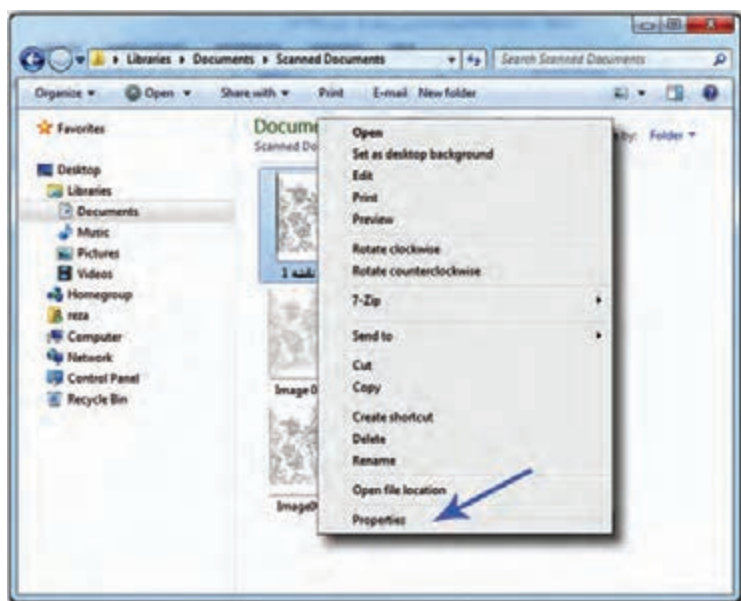 Libraries ▸ Documents ▸ Scanned Documents
Search Scanned Documents
Organize Open Share with Print E-mail New folder
Favorites
Desktop
Libraries
Documents
Music
Pictures
Videos
Homegroup
reza
Computer
Network
Control Panel
Recycle Bin
Docume
Scanned Do
by: Folder
نقشه 1
Image0
Image0
Open
Set as desktop background
Edit
Print
Preview
Rotate clockwise
Rotate counterclockwise
7-Zip
Send to
Cut
Copy
Create shortcut
Delete
Rename
Open file location
Properties